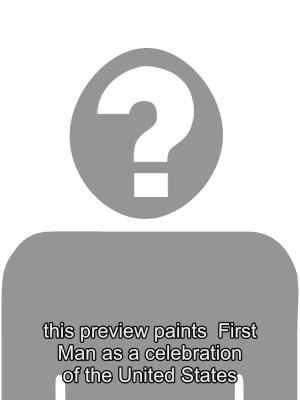 ?
this preview paints  First
Man as a celebration
of the United States